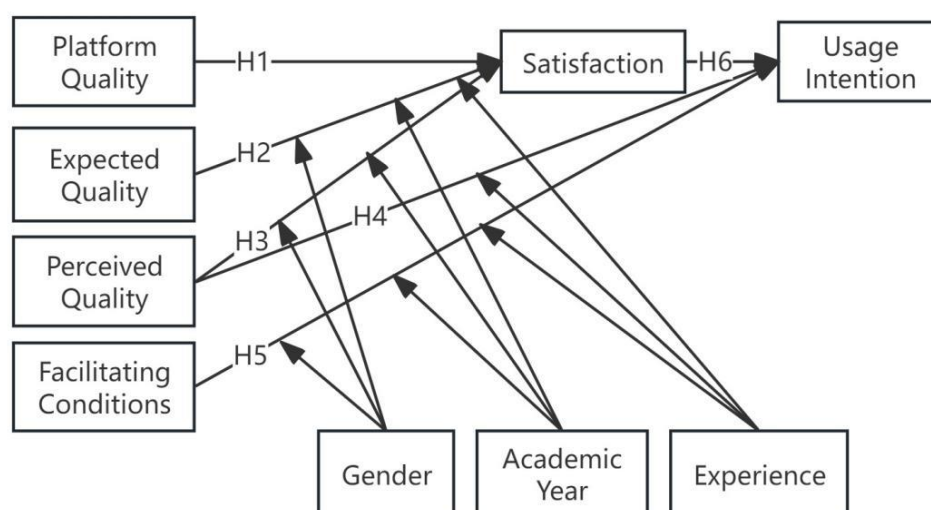 Platform
Quality
H1
Satisfaction
H6
Usage
Intention
Expected
Quality
H2
Perceived
Quality
H3
H4
Facilitating
Conditions
H5
Gender
Academic
Year
Experience